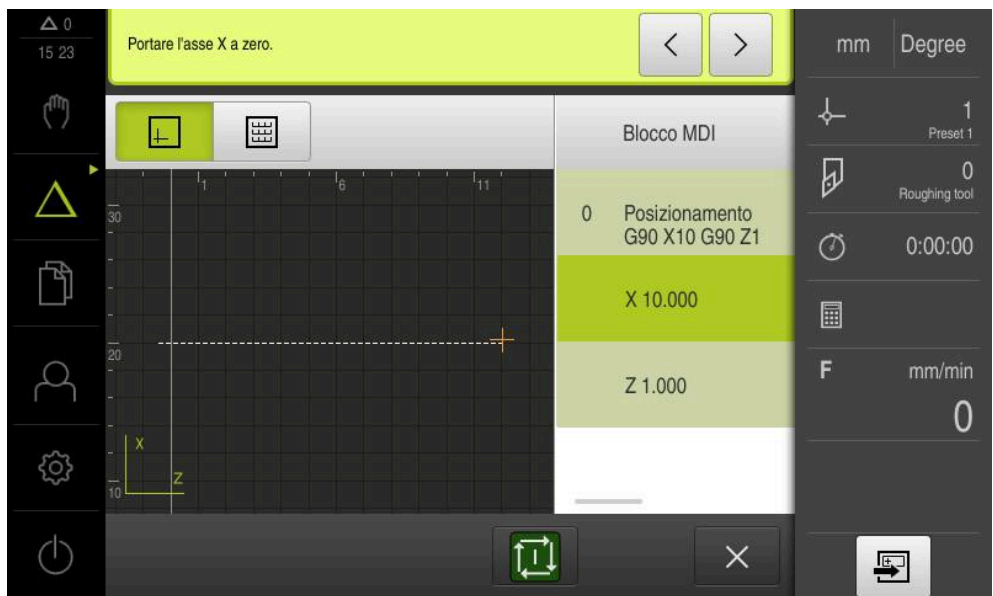 0
15 23
Portare l'asse X a zero.
mm Degree
Blocco MDI
1
Preset 1
0
Roughing tool
0:00:00
F mm/min
0
1 6 11
30
20
10
X
Z
0 Posizionamento
G90 X10 G90 Z1
X 10.000
Z 1.000
I